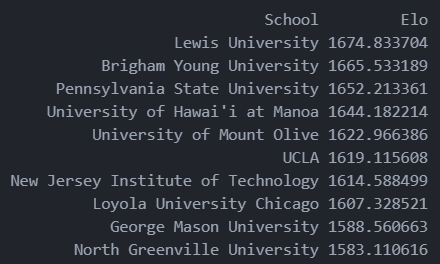 School Elo
Lewis University 1674.833704
Brigham Young University 1665.533189
Pennsylvania State University 1652.213361
University of Hawai'i at Manoa 1644.182214
University of Mount Olive 1622.966386
UCLA 1619.115608
New Jersey Institute of Technology 1614.588499
Loyola University Chicago 1607.328521
George Mason University 1588.560663
North Greenville University 1583.110616